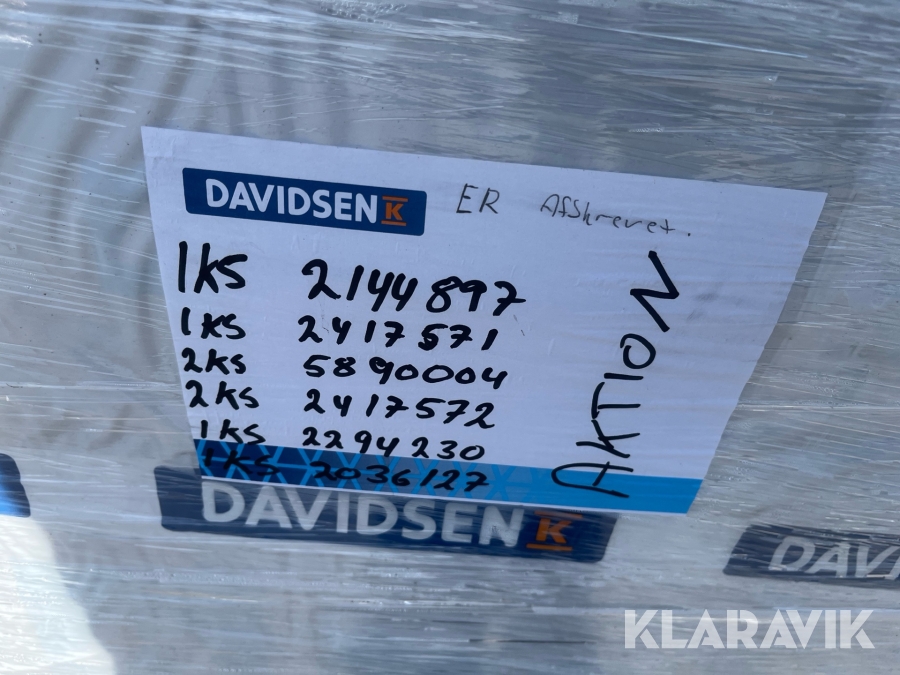 DAVIDSEN K ER Afskrevet.
1ks 2144897
1ks 2417571
2ks 5890004
2ks 2417572
1ks 2294230
1ks 2036127
AKTION
DAVIDSEN K
DAVI
KLARAVIK